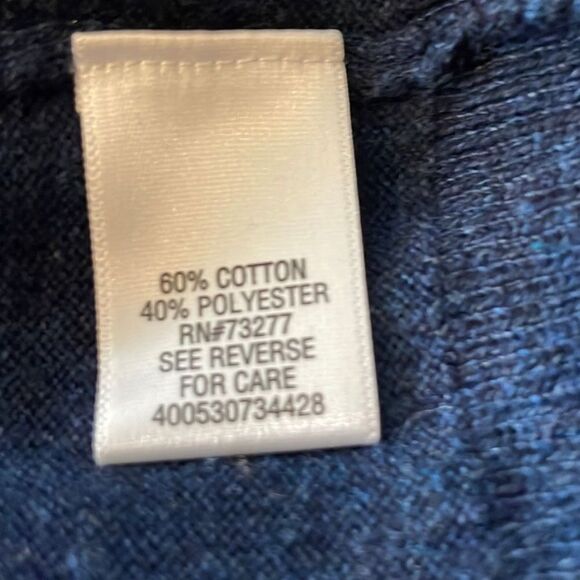 60% COTTON
40% POLYESTER
RN#73277
SEE REVERSE
FOR CARE
400530734428